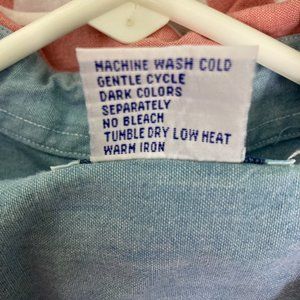 MACHINE WASH COLD
GENTLE CYCLE
DARK COLORS
SEPARATELY
NO BLEACH
TUMBLE DRY LOW HEAT
WARM IRON